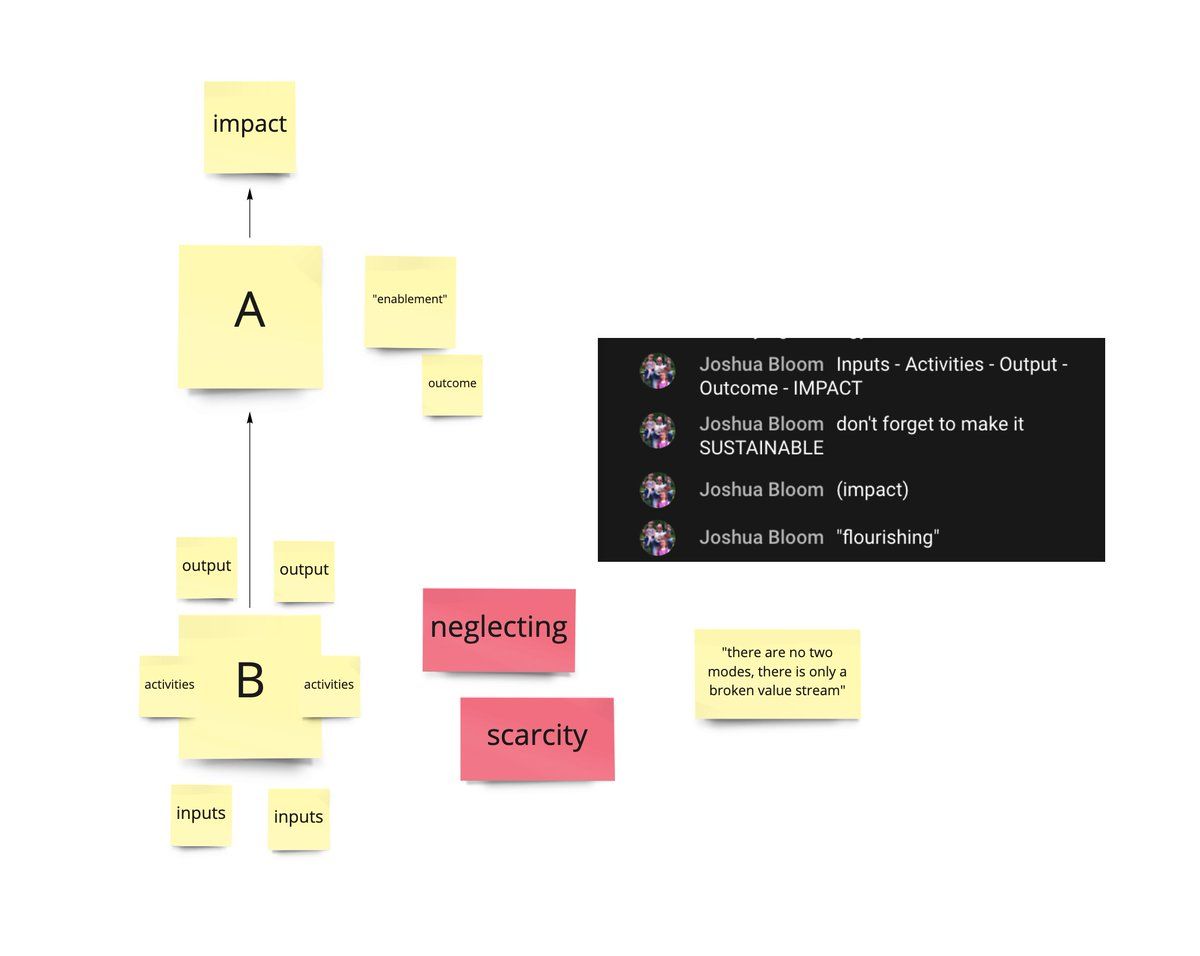 impact
A
"enablement"
outcome
Joshua Bloom Inputs - Activities - Output -
Outcome - IMPACT
Joshua Bloom don't forget to make it
SUSTAINABLE
Joshua Bloom (impact)
Joshua Bloom "flourishing"
output
output
activities
B
activities
inputs
inputs
neglecting
scarcity
"there are no two
modes, there is only a
broken value stream"